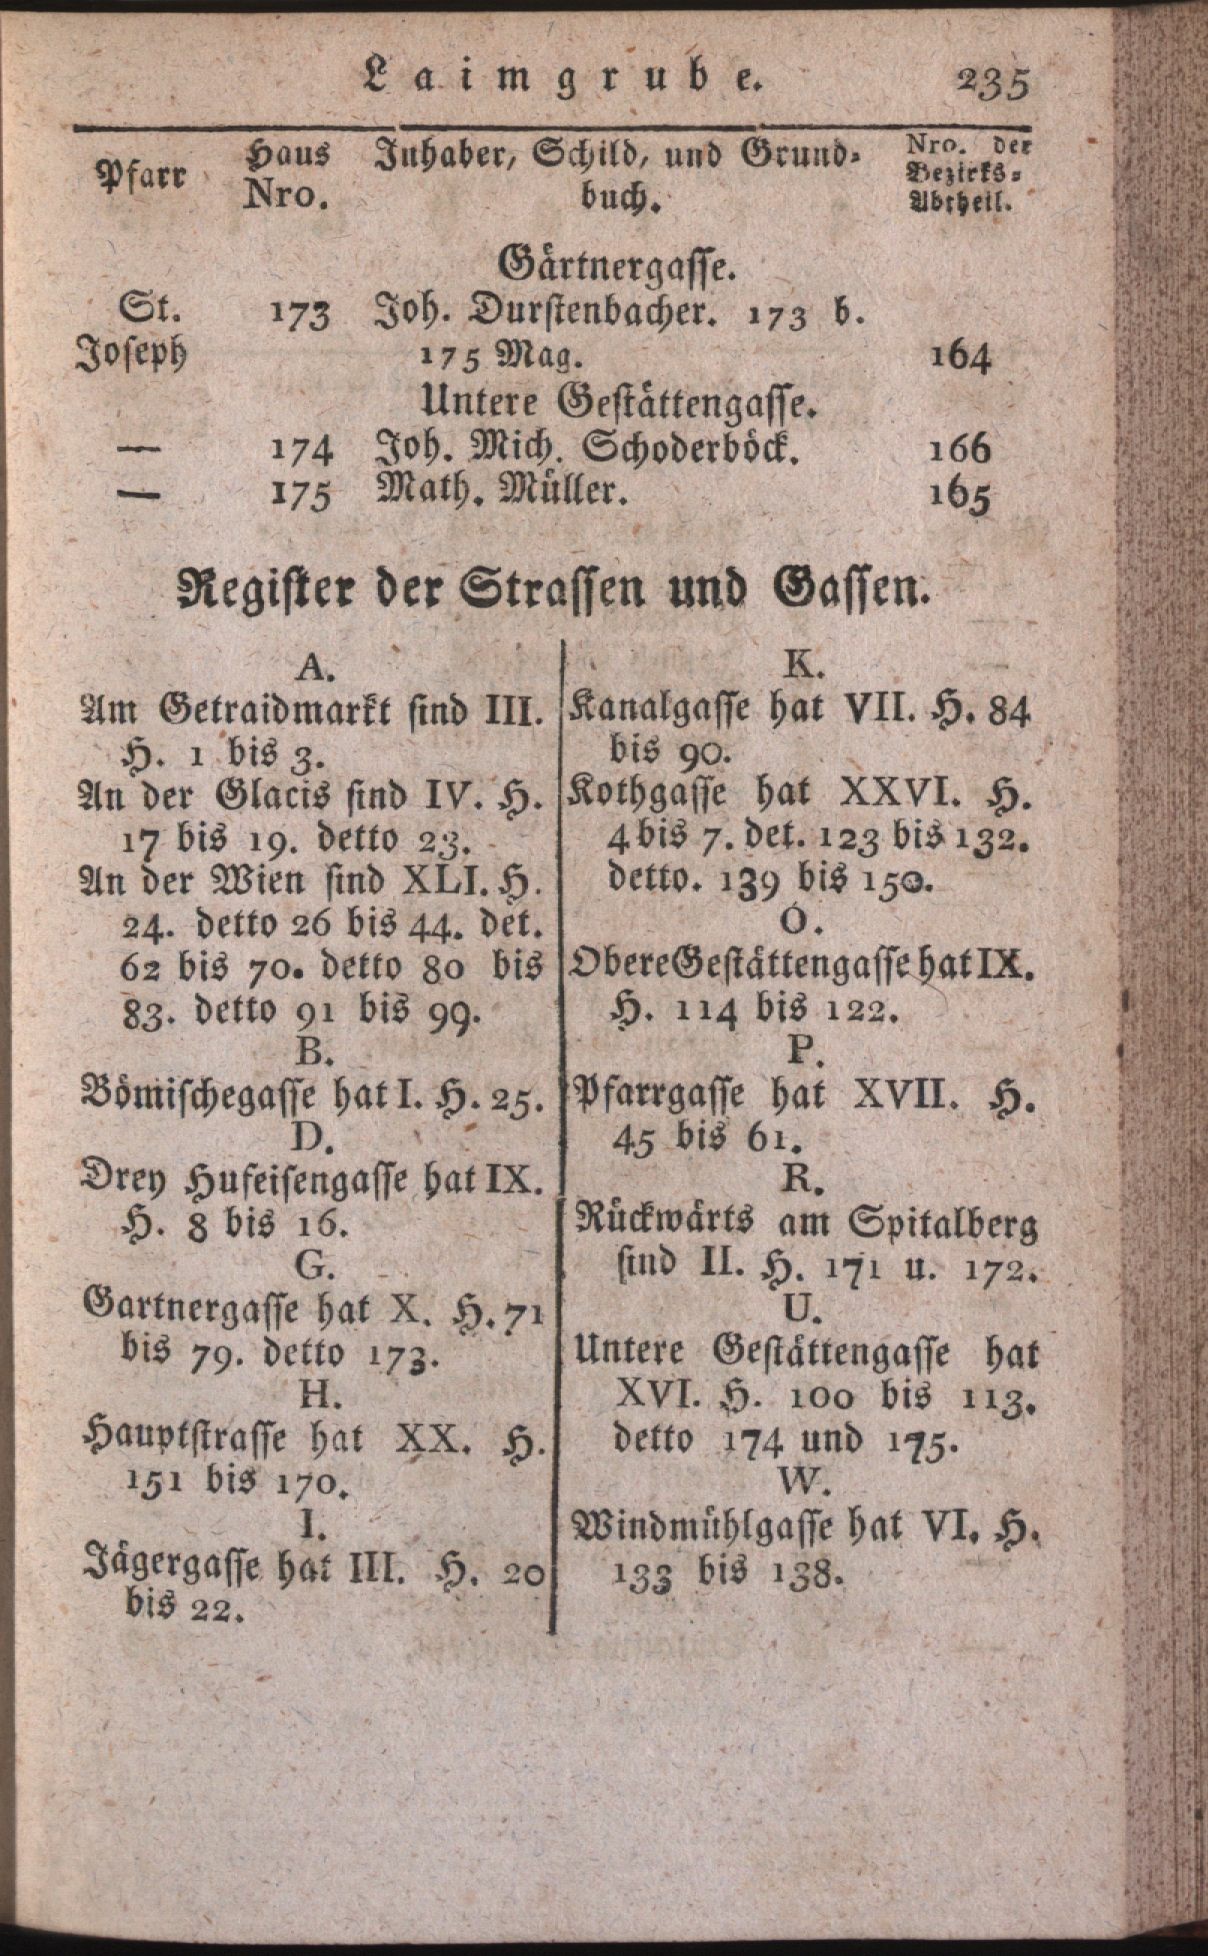 Laimgrube. 235
Pfarr Haus Nro. Inhaber, Schild, und Grund- buch. Nro. der Bezirks- Abtheil.
Gärtnergasse.
St. 173 Joh. Durstenbacher. 173 b.
Joseph 175 Mag. 164
Untere Gestättengasse.
— 174 Joh. Mich. Schoderböck. 166
— 175 Math. Müller. 165
Register der Strassen und Gassen.
A.
Am Getraidmarkt sind III.
H. 1 bis 3.
An der Glacis sind IV. H.
17 bis 19. detto 23.
An der Wien sind XLI. H.
24. detto 26 bis 44. det.
62 bis 70. detto 80 bis
83. detto 91 bis 99.
B.
Bömischegasse hat I. H. 25.
D.
Drey Hufeisengasse hat IX.
H. 8 bis 16.
G.
Gartnergasse hat X. H. 71
bis 79. detto 173.
H.
Hauptstrasse hat XX. H.
151 bis 170.
I.
Jägergasse hat III. H. 20
bis 22.
K.
Kanalgasse hat VII. H. 84
bis 90.
Kothgasse hat XXVI. H.
4 bis 7. det. 123 bis 132.
detto. 139 bis 150.
O.
Obere Gestättengasse hat IX.
H. 114 bis 122.
P.
Pfarrgasse hat XVII. H.
45 bis 61.
R.
Rückwärts am Spitalberg
sind II. H. 171 u. 172.
U.
Untere Gestättengasse hat
XVI. H. 100 bis 113.
detto 174 und 175.
W.
Windmühlgasse hat VI. H.
133 bis 138.